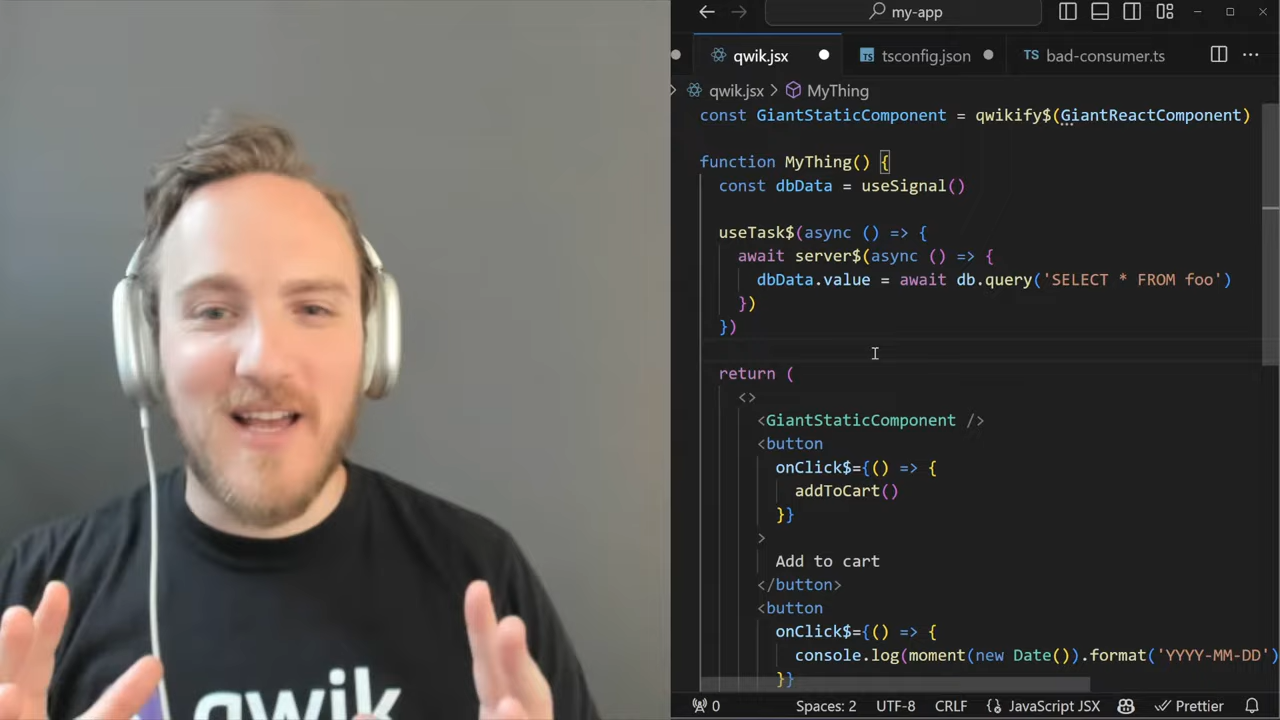 my-app
qwik.jsx
TS tsconfig.json
TS bad-consumer.ts
qwik.jsx > MyThing
const GiantStaticComponent = qwikify$(GiantReactComponent)
function MyThing() {
const dbData = useSignal()
useTask$(async () => {
await server$(async () => {
dbData.value = await db.query('SELECT * FROM foo')
})
})
return (
<>
<GiantStaticComponent />
<button
onClick$={() => {
addToCart()
}}
>
Add to cart
</button>
<button
onClick$={() => {
console.log(moment(new Date()).format('YYYY-MM-DD')
}}
qwik
0
Spaces: 2
UTF-8
CRLF
{} JavaScript JSX
Prettier